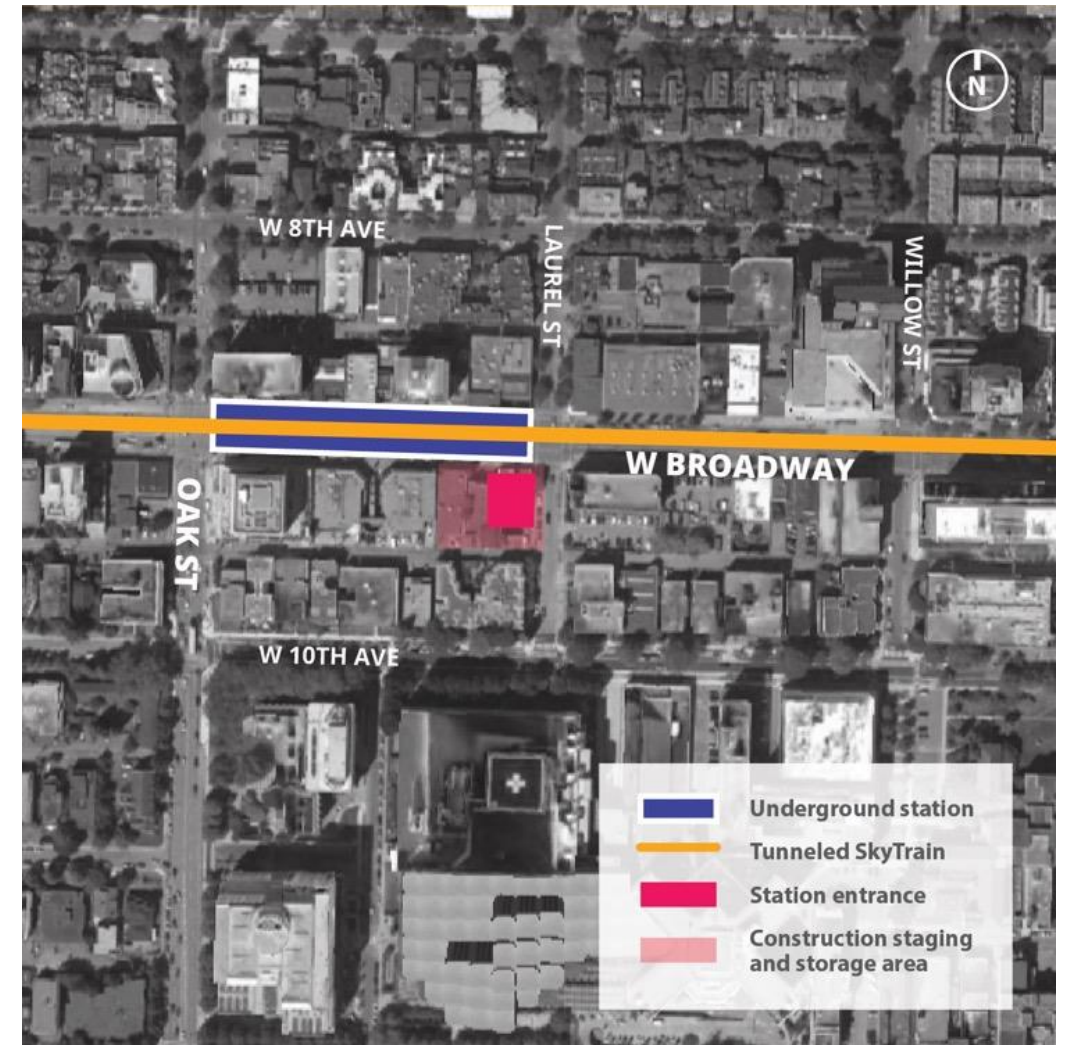 N
W 8TH AVE
LAUREL ST
WILLOW ST
W BROADWAY
OAK ST
W 10TH AVE
Underground station
Tunneled SkyTrain
Station entrance
Construction staging
and storage area